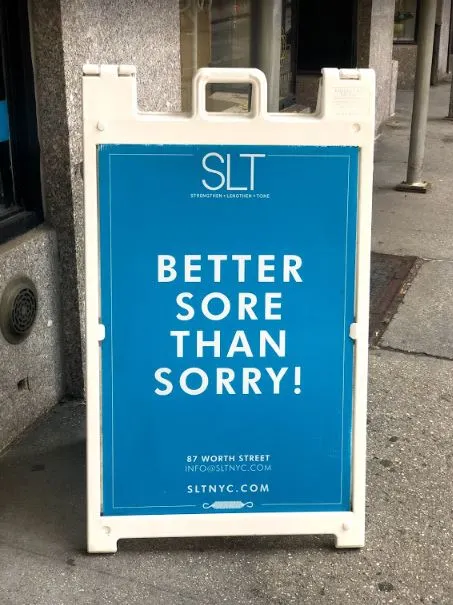 SLT
STRENGTHEN • LENGTHEN • TONE
BETTER
SORE
THAN
SORRY!
87 WORTH STREET
INFO@SLTNYC.COM
SLTNYC.COM